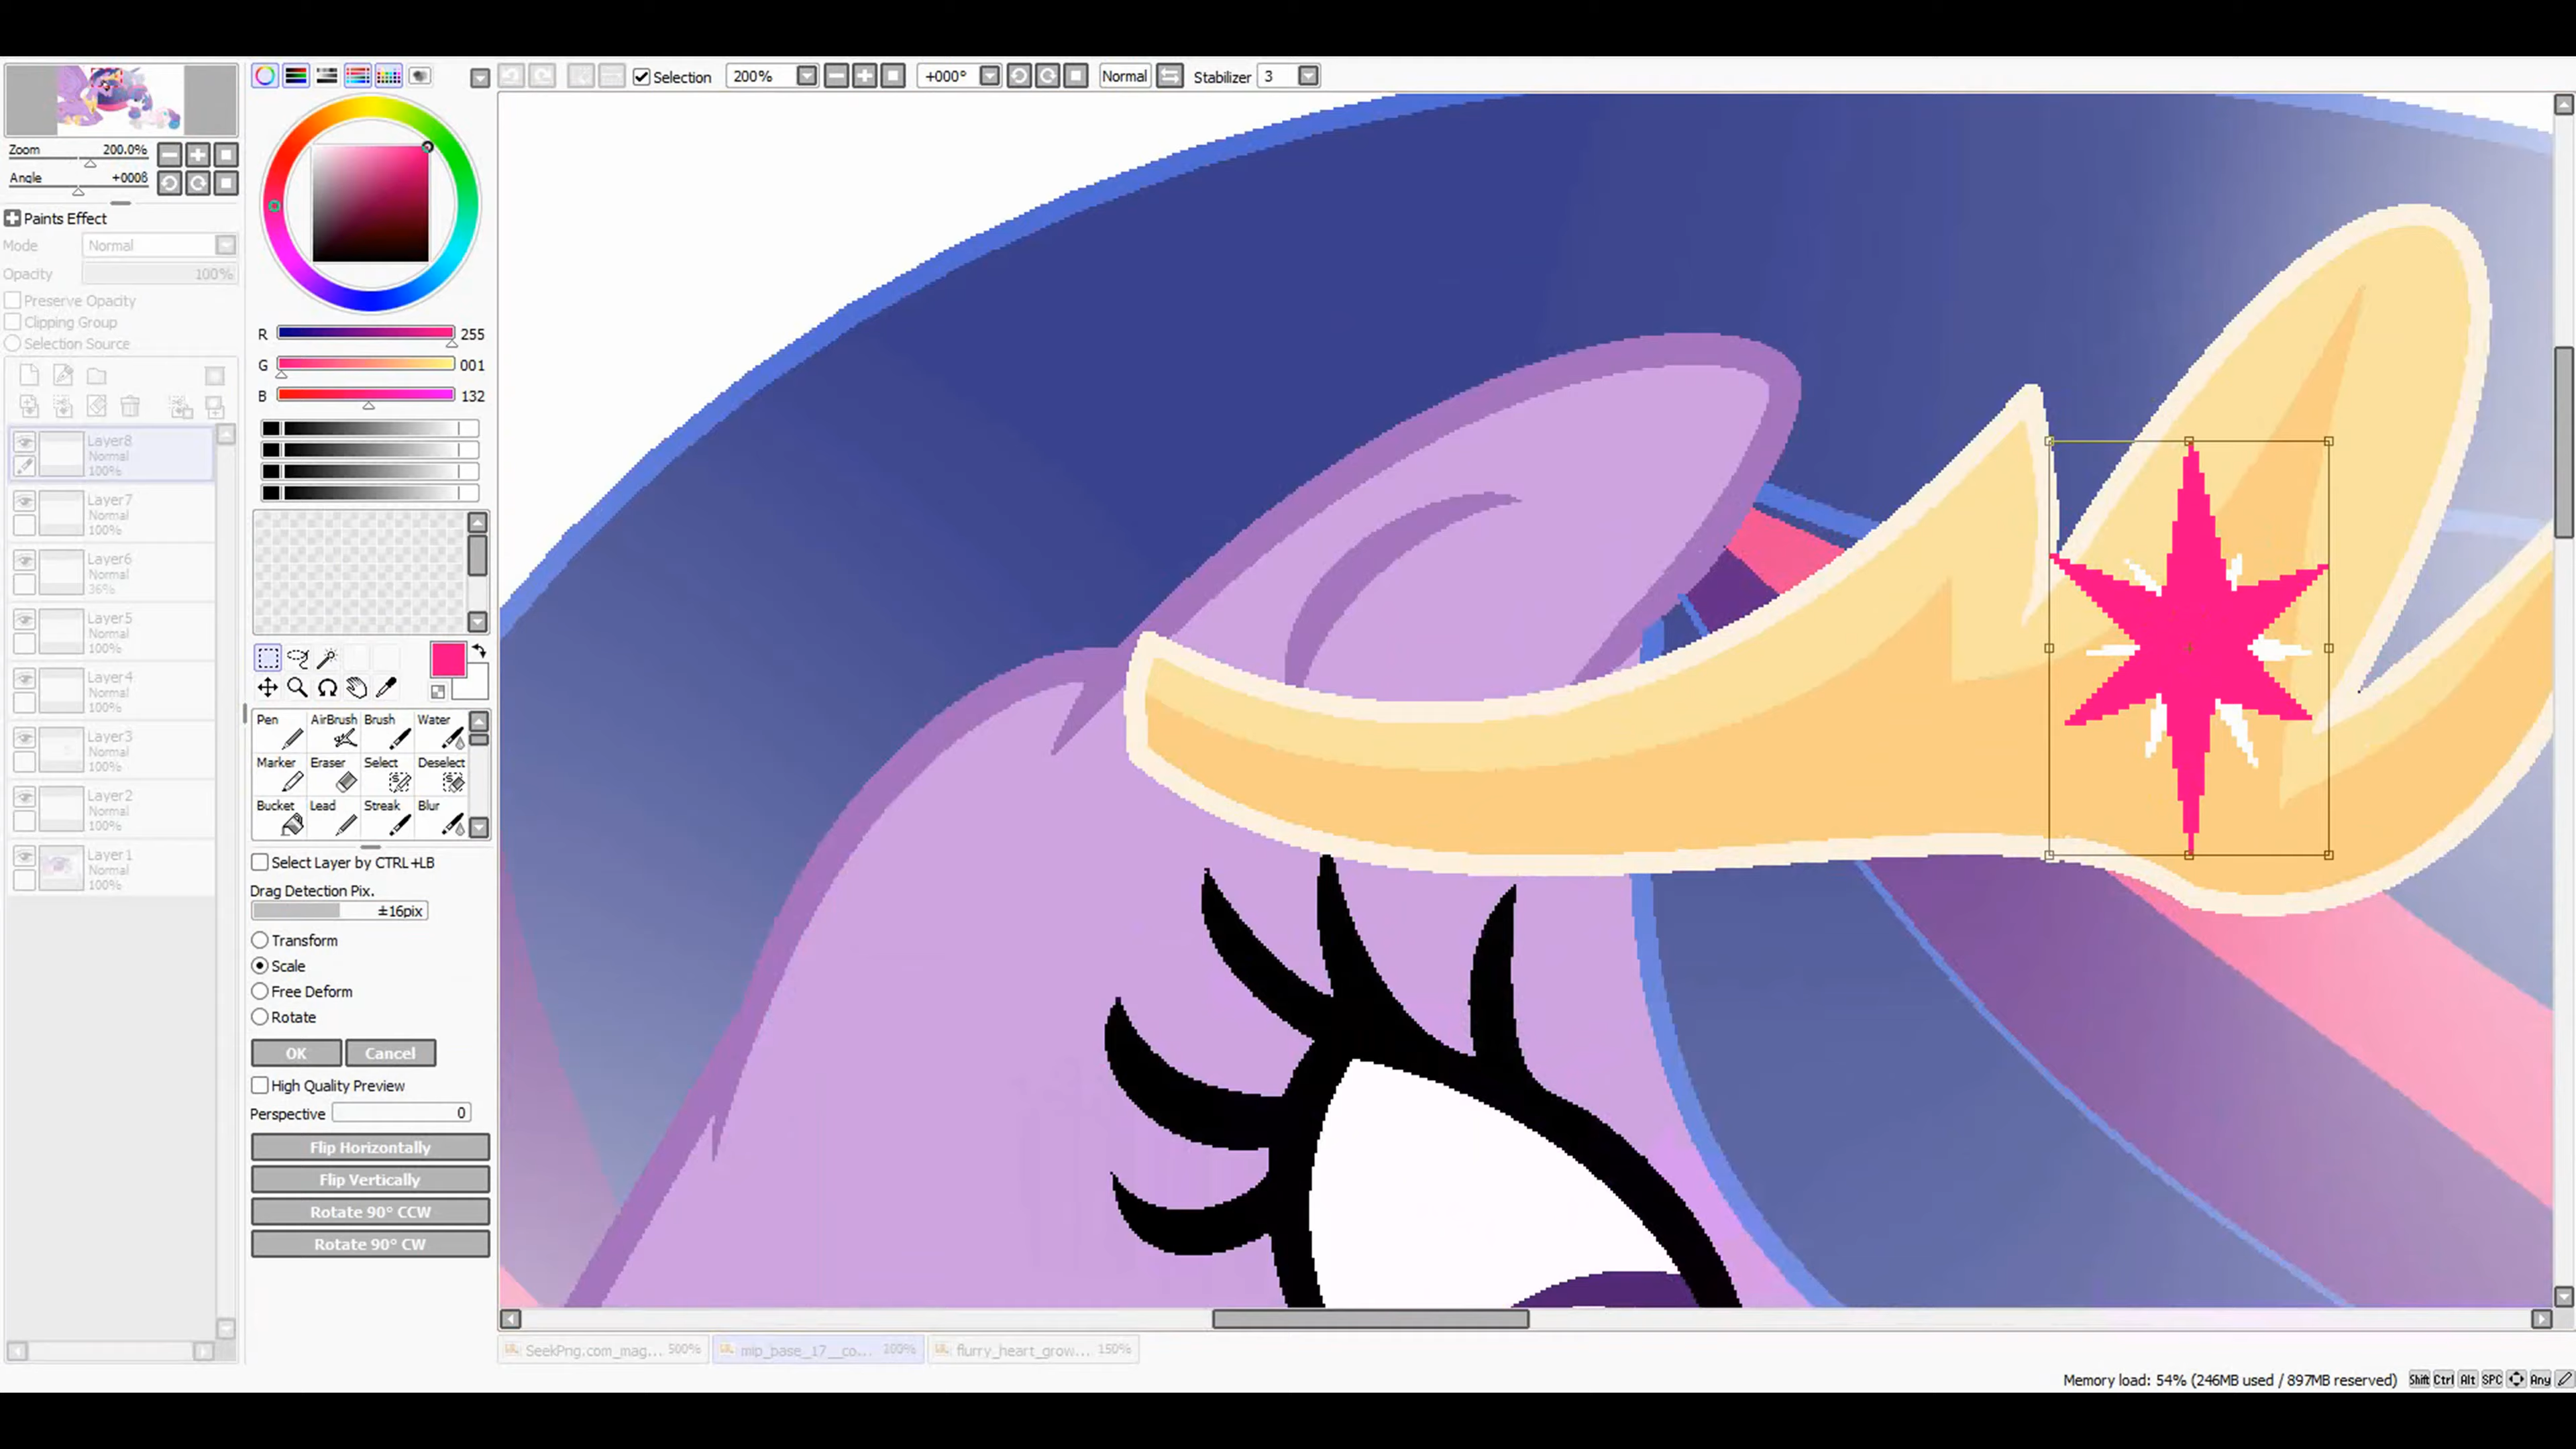 Selection 200% +000° Normal Stabilizer 3
Zoom 200.0%
Angle +000ß
Paints Effect
Mode Normal
Opacity 100%
Preserve Opacity
Clipping Group
Selection Source
Layer8
Normal
100%
Layer7
Normal
100%
Layer6
Normal
36%
Layer5
Normal
100%
Layer4
Normal
100%
Layer3
Normal
100%
Layer2
Normal
100%
Layer1
Normal
100%
R 255
G 001
B 132
Pen AirBrush Brush Water
Marker Eraser Select Deselect
Bucket Lead Streak Blur
Select Layer by CTRL+LB
Drag Detection Pix.
±16pix
Transform
Scale
Free Deform
Rotate
OK Cancel
High Quality Preview
Perspective 0
Flip Horizontally
Flip Vertically
Rotate 90° CCW
Rotate 90° CW
SeekPng.com_mag... 500% mlp_base_17__co... 200% flurry_heart_grow... 150%
Memory load: 54% (246MB used / 897MB reserved) Shift Ctrl Alt SPC Any